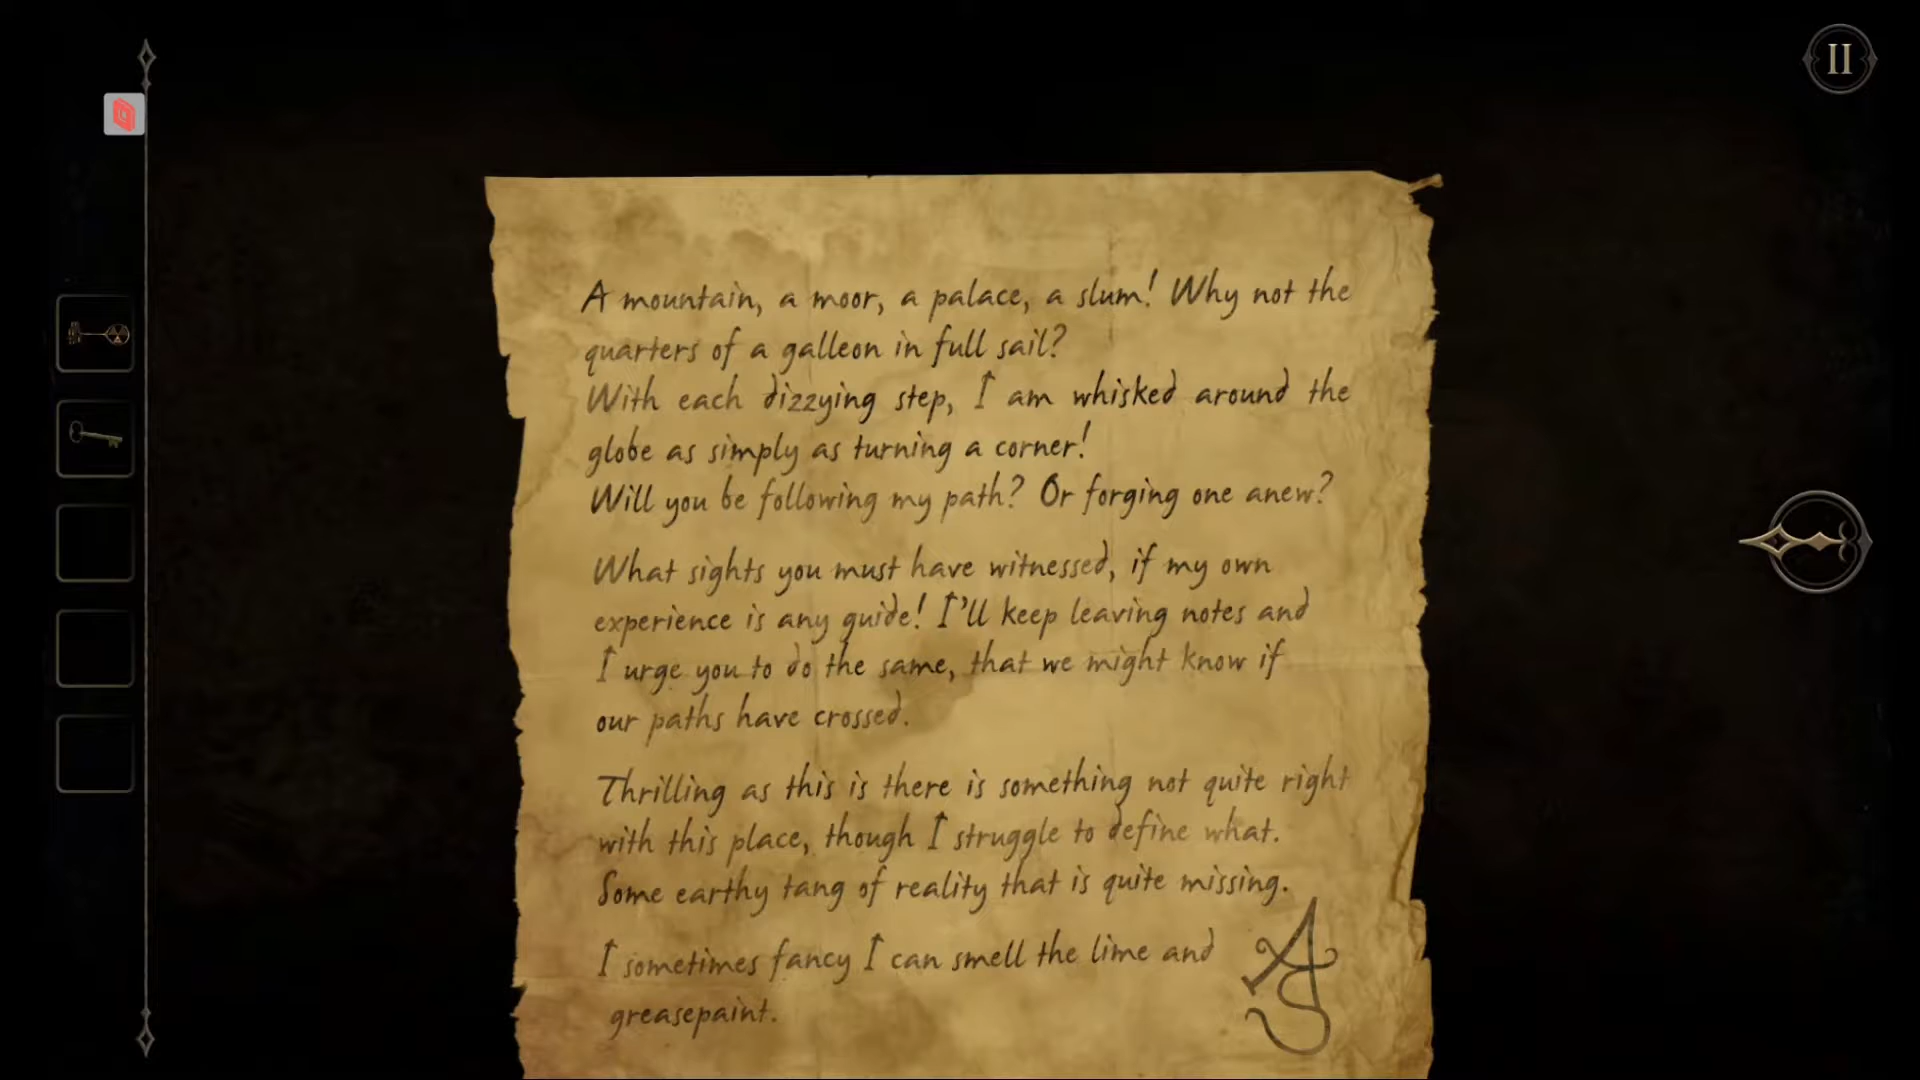 II
A mountain, a moor, a palace, a slum! Why not the
quarters of a galleon in full sail?
With each dizzying step, I am whisked around the
globe as simply as turning a corner!
Will you be following my path? Or forging one anew?
What sights you must have witnessed, if my own
experience is any guide! I'll keep leaving notes and
I urge you to do the same, that we might know if
our paths have crossed.
Thrilling as this is there is something not quite right
with this place, though I struggle to define what.
Some earthy tang of reality that is quite missing.
I sometimes fancy I can smell the lime and
greasepaint.
AS